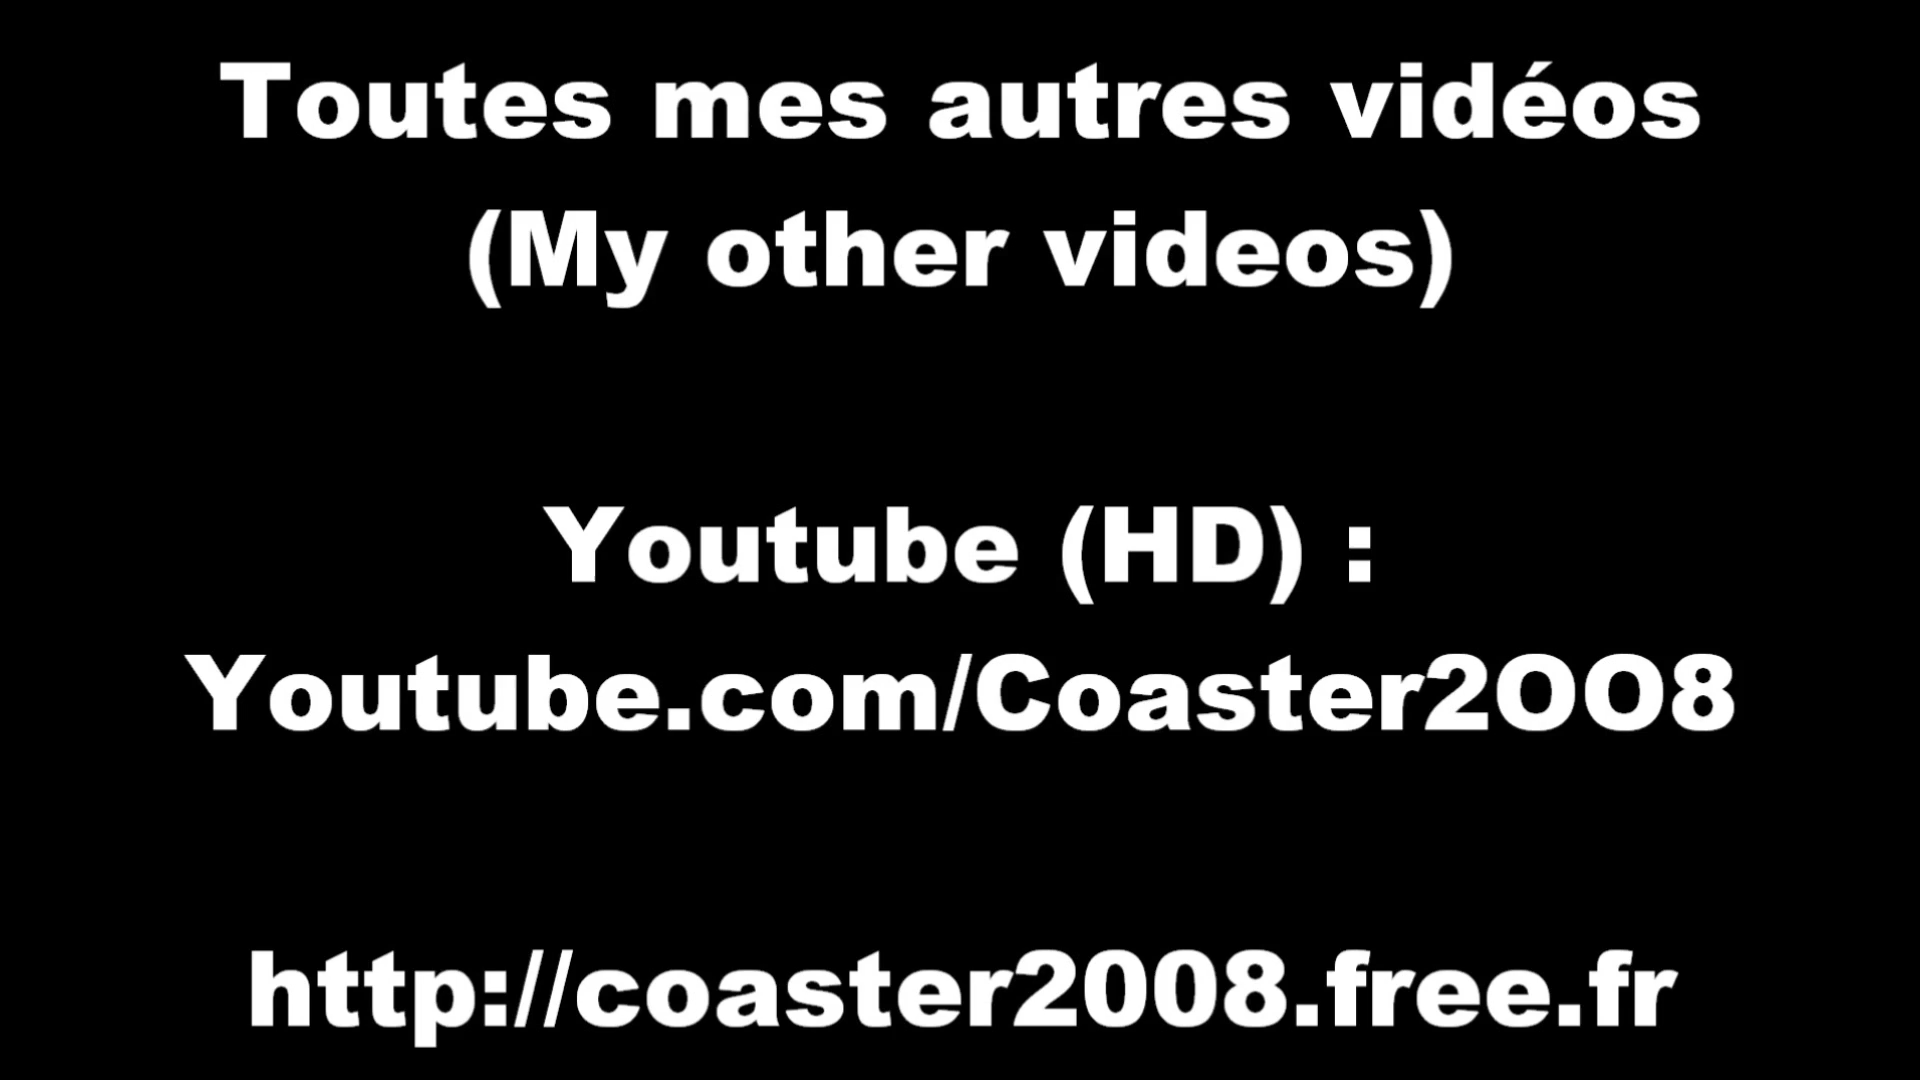 Toutes mes autres vidéos
(My other videos)
Youtube (HD) :
Youtube.com/Coaster2OO8
http://coaster2008.free.fr